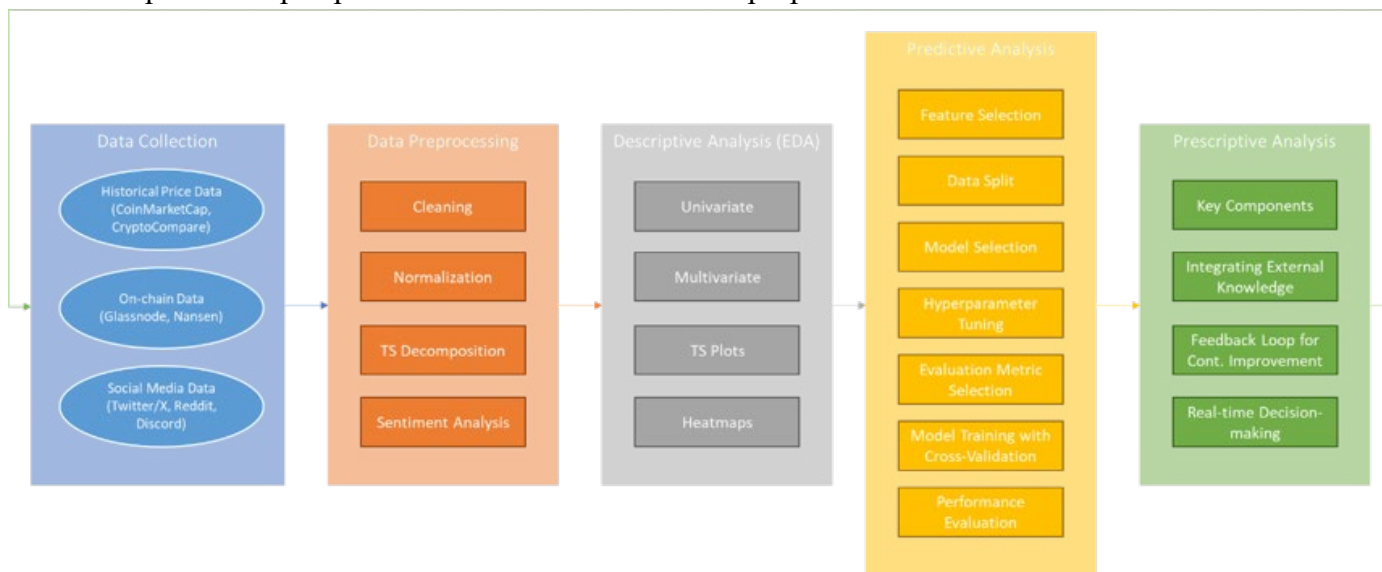 Data Collection
Historical Price Data
(CoinMarketCap,
CryptoCompare)
On-chain Data
(Glassnode, Nansen)
Social Media Data
(Twitter/X, Reddit,
Discord)
Data Preprocessing
Cleaning
Normalization
TS Decomposition
Sentiment Analysis
Descriptive Analysis (EDA)
Univariate
Multivariate
TS Plots
Heatmaps
Predictive Analysis
Feature Selection
Data Split
Model Selection
Hyperparameter
Tuning
Evaluation Metric
Selection
Model Training with
Cross-Validation
Performance
Evaluation
Prescriptive Analysis
Key Components
Integrating External
Knowledge
Feedback Loop for
Cont. Improvement
Real-time Decision-
making